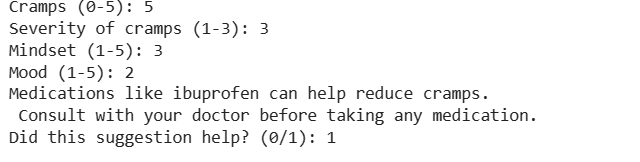 Cramps (0-5): 5
Severity of cramps (1-3): 3
Mindset (1-5): 3
Mood (1-5): 2
Medications like ibuprofen can help reduce cramps.
 Consult with your doctor before taking any medication.
Did this suggestion help? (0/1): 1